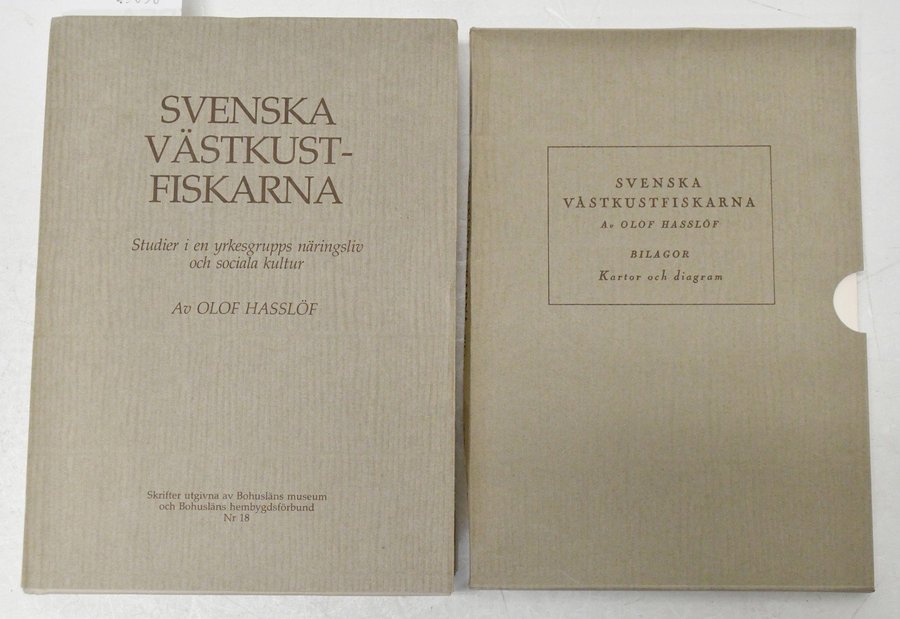 SVENSKA
VÄSTKUST-
FISKARNA
Studier i en yrkesgrupps näringsliv
och sociala kultur
Av OLOF HASSLÖF
Skrifter utgivna av Bohusläns museum
och Bohusläns hembygdsförbund
Nr 18
SVENSKA
VÄSTKUSTFISKARNA
Av OLOF HASSLÖF
BILAGOR
Kartor och diagram